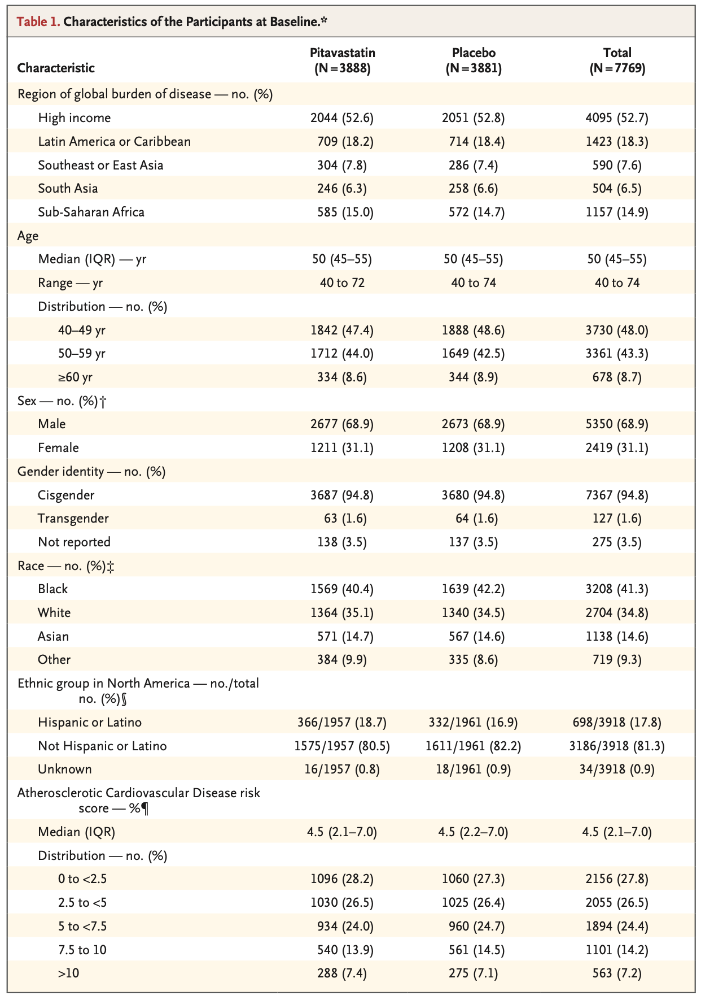 Table 1. Characteristics of the Participants at Baseline.*
Characteristic Pitavastatin (N=3888) Placebo (N=3881) Total (N=7769)
Region of global burden of disease — no. (%)
High income 2044 (52.6) 2051 (52.8) 4095 (52.7)
Latin America or Caribbean 709 (18.2) 714 (18.4) 1423 (18.3)
Southeast or East Asia 304 (7.8) 286 (7.4) 590 (7.6)
South Asia 246 (6.3) 258 (6.6) 504 (6.5)
Sub-Saharan Africa 585 (15.0) 572 (14.7) 1157 (14.9)
Age
Median (IQR) — yr 50 (45–55) 50 (45–55) 50 (45–55)
Range — yr 40 to 72 40 to 74 40 to 74
Distribution — no. (%)
40–49 yr 1842 (47.4) 1888 (48.6) 3730 (48.0)
50–59 yr 1712 (44.0) 1649 (42.5) 3361 (43.3)
≥60 yr 334 (8.6) 344 (8.9) 678 (8.7)
Sex — no. (%)†
Male 2677 (68.9) 2673 (68.9) 5350 (68.9)
Female 1211 (31.1) 1208 (31.1) 2419 (31.1)
Gender identity — no. (%)
Cisgender 3687 (94.8) 3680 (94.8) 7367 (94.8)
Transgender 63 (1.6) 64 (1.6) 127 (1.6)
Not reported 138 (3.5) 137 (3.5) 275 (3.5)
Race — no. (%)‡
Black 1569 (40.4) 1639 (42.2) 3208 (41.3)
White 1364 (35.1) 1340 (34.5) 2704 (34.8)
Asian 571 (14.7) 567 (14.6) 1138 (14.6)
Other 384 (9.9) 335 (8.6) 719 (9.3)
Ethnic group in North America — no./total
no. (%)§
Hispanic or Latino 366/1957 (18.7) 332/1961 (16.9) 698/3918 (17.8)
Not Hispanic or Latino 1575/1957 (80.5) 1611/1961 (82.2) 3186/3918 (81.3)
Unknown 16/1957 (0.8) 18/1961 (0.9) 34/3918 (0.9)
Atherosclerotic Cardiovascular Disease risk
score — %¶
Median (IQR) 4.5 (2.1–7.0) 4.5 (2.2–7.0) 4.5 (2.1–7.0)
Distribution — no. (%)
0 to <2.5 1096 (28.2) 1060 (27.3) 2156 (27.8)
2.5 to <5 1030 (26.5) 1025 (26.4) 2055 (26.5)
5 to <7.5 934 (24.0) 960 (24.7) 1894 (24.4)
7.5 to 10 540 (13.9) 561 (14.5) 1101 (14.2)
>10 288 (7.4) 275 (7.1) 563 (7.2)